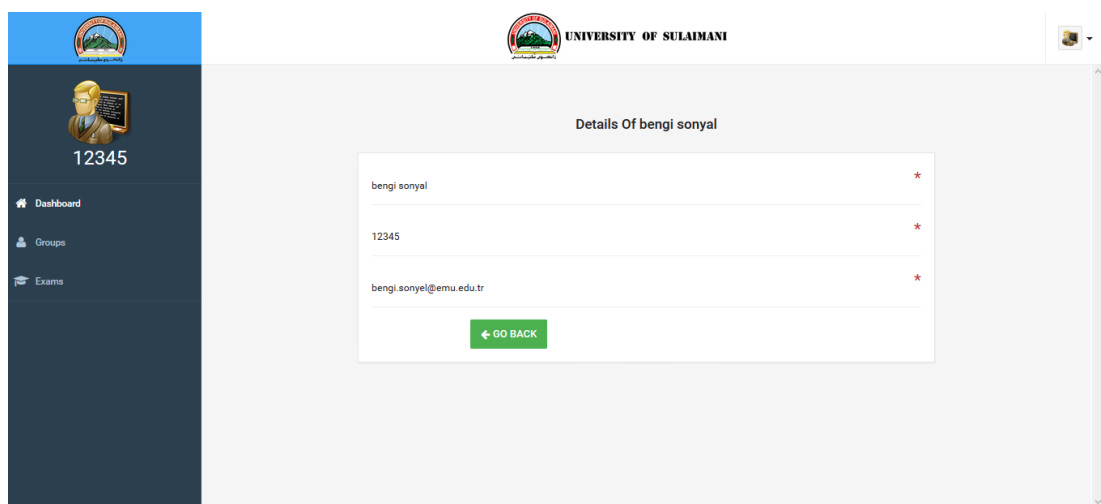 UNIVERSITY OF SULAIMANI
12345
Dashboard
Groups
Exams
Details Of bengi sonyal
bengi sonyal
*
12345
*
bengi.sonyel@emu.edu.tr
*
GO BACK